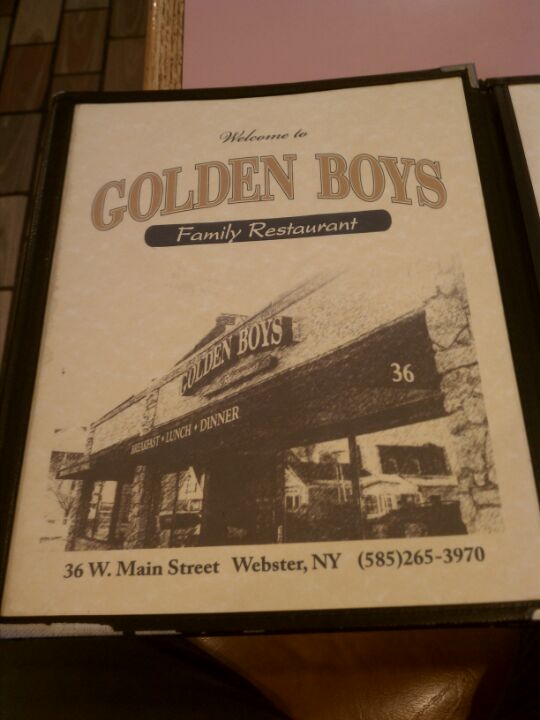 Welcome to
GOLDEN BOYS
Family Restaurant
GOLDEN BOYS
36
BREAKFAST • LUNCH • DINNER
36 W. Main Street Webster, NY (585)265-3970